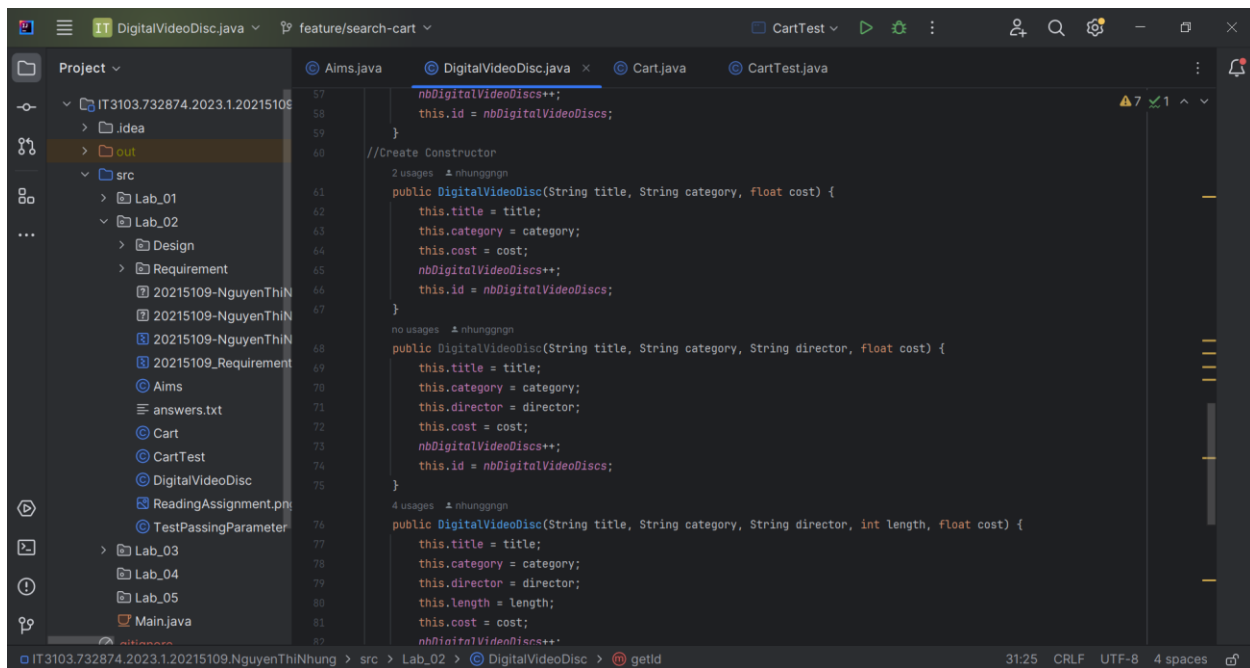 IT DigitalVideoDisc.java feature/search-cart CartTest
Project
Aims.java DigitalVideoDisc.java Cart.java CartTest.java
IT3103.732874.2023.1.20215109
.idea
out
src
Lab_01
Lab_02
Design
Requirement
20215109-NguyenThiN
20215109-NguyenThiN
20215109-NguyenThiN
20215109_Requirement
Aims
answers.txt
Cart
CartTest
DigitalVideoDisc
ReadingAssignment.pn
TestPassingParameter
Lab_03
Lab_04
Lab_05
Main.java
.gitignore
7 1
57 nbDigitalVideoDiscs++;
58 this.id = nbDigitalVideoDiscs;
59 }
60 //Create Constructor
2 usages nhunggngn
61 public DigitalVideoDisc(String title, String category, float cost) {
62 this.title = title;
63 this.category = category;
64 this.cost = cost;
65 nbDigitalVideoDiscs++;
66 this.id = nbDigitalVideoDiscs;
67 }
no usages nhunggngn
68 public DigitalVideoDisc(String title, String category, String director, float cost) {
69 this.title = title;
70 this.category = category;
71 this.director = director;
72 this.cost = cost;
73 nbDigitalVideoDiscs++;
74 this.id = nbDigitalVideoDiscs;
75 }
4 usages nhunggngn
76 public DigitalVideoDisc(String title, String category, String director, int length, float cost) {
77 this.title = title;
78 this.category = category;
79 this.director = director;
80 this.length = length;
81 this.cost = cost;
82 nbDigitalVideoDiscs++;
IT3103.732874.2023.1.20215109.NguyenThiNhung > src > Lab_02 > DigitalVideoDisc > getId 31:25 CRLF UTF-8 4 spaces